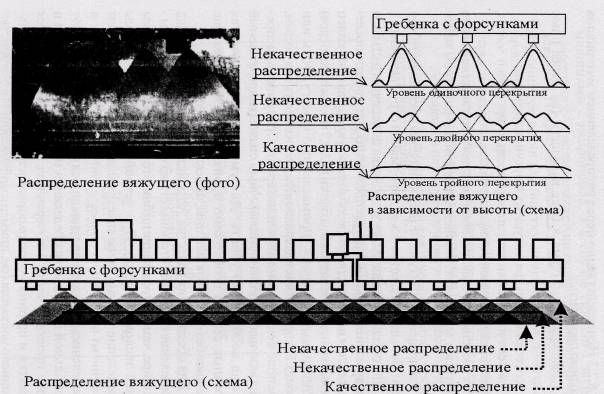 Гребенка с форсунками
Некачественное
распределение
Уровень одиночного перекрытия
Некачественное
распределение
Уровень двойного перекрытия
Качественное
распределение
Уровень тройного перекрытия
Распределение вяжущего (фото)
Распределение вяжущего
в зависимости от высоты (схема)
Гребенка с форсунками
Некачественное распределение
Некачественное распределение
Качественное распределение
Распределение вяжущего (схема)